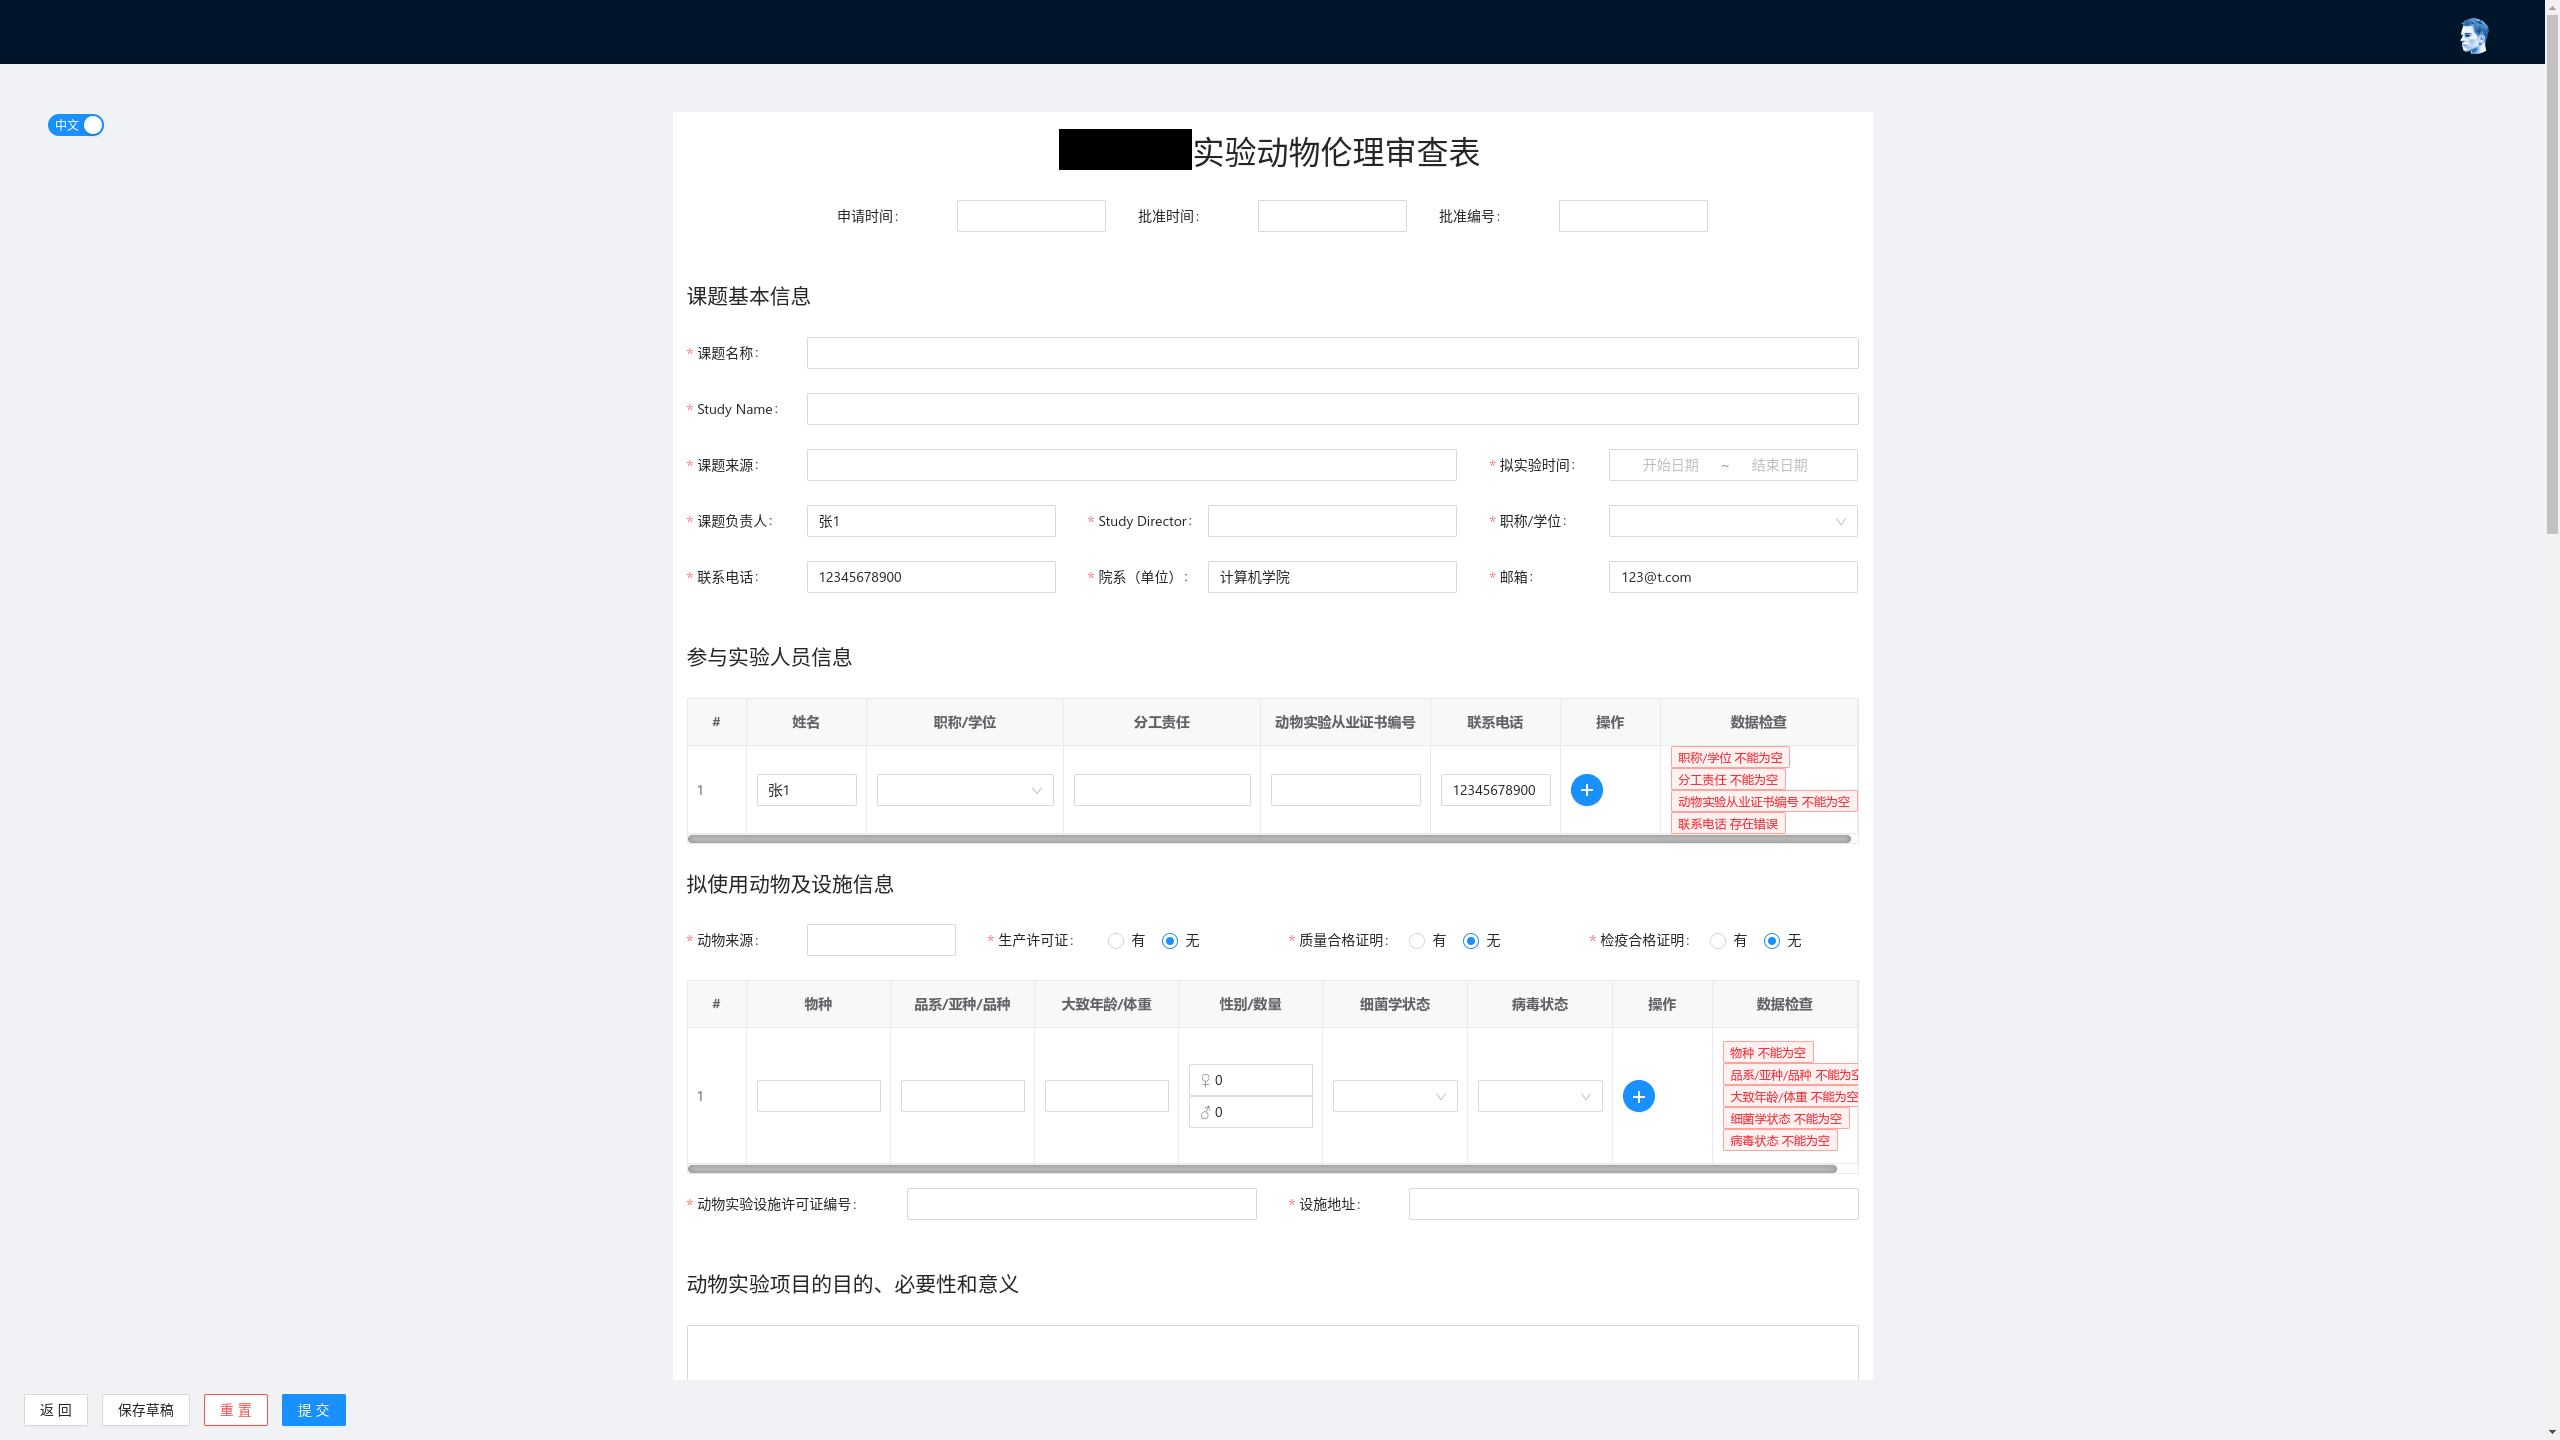 中文
实验动物伦理审查表
申请时间: 批准时间: 批准编号:
课题基本信息
* 课题名称:
* Study Name:
* 课题来源: * 拟实验时间: 开始日期 ~ 结束日期
* 课题负责人: 张1 * Study Director: * 职称/学位:
* 联系电话: 12345678900 * 院系（单位）: 计算机学院 * 邮箱: 123@t.com
参与实验人员信息
# 姓名 职称/学位 分工责任 动物实验从业证书编号 联系电话 操作 数据检查
1 张1 12345678900
职称/学位 不能为空
分工责任 不能为空
动物实验从业证书编号 不能为空
联系电话 存在错误
拟使用动物及设施信息
* 动物来源: * 生产许可证: 有 无 * 质量合格证明: 有 无 * 检疫合格证明: 有 无
# 物种 品系/亚种/品种 大致年龄/体重 性别/数量 细菌学状态 病毒状态 操作 数据检查
1
♀ 0
♂ 0
物种 不能为空
品系/亚种/品种 不能为空
大致年龄/体重 不能为空
细菌学状态 不能为空
病毒状态 不能为空
* 动物实验设施许可证编号: * 设施地址:
动物实验项目的目的、必要性和意义
返 回 保存草稿 重 置 提 交